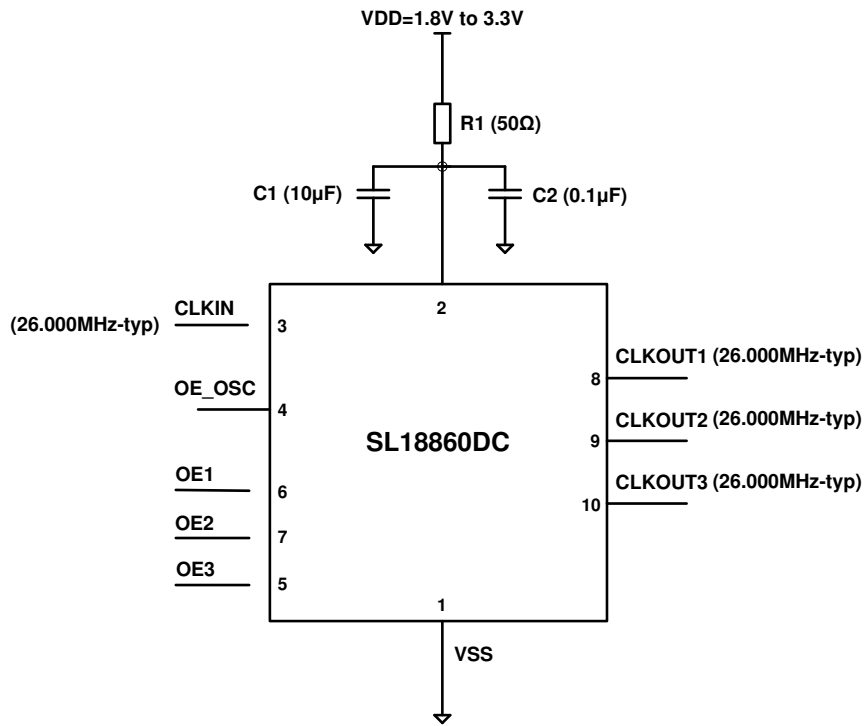 VDD=1.8V to 3.3V
R1 (50Ω)
C1 (10µF)
C2 (0.1µF)
CLKIN
(26.000MHz-typ)
3
2
OE_OSC
4
CLKOUT1 (26.000MHz-typ)
8
CLKOUT2 (26.000MHz-typ)
9
SL18860DC
OE1
6
CLKOUT3 (26.000MHz-typ)
10
OE2
7
OE3
5
1
VSS